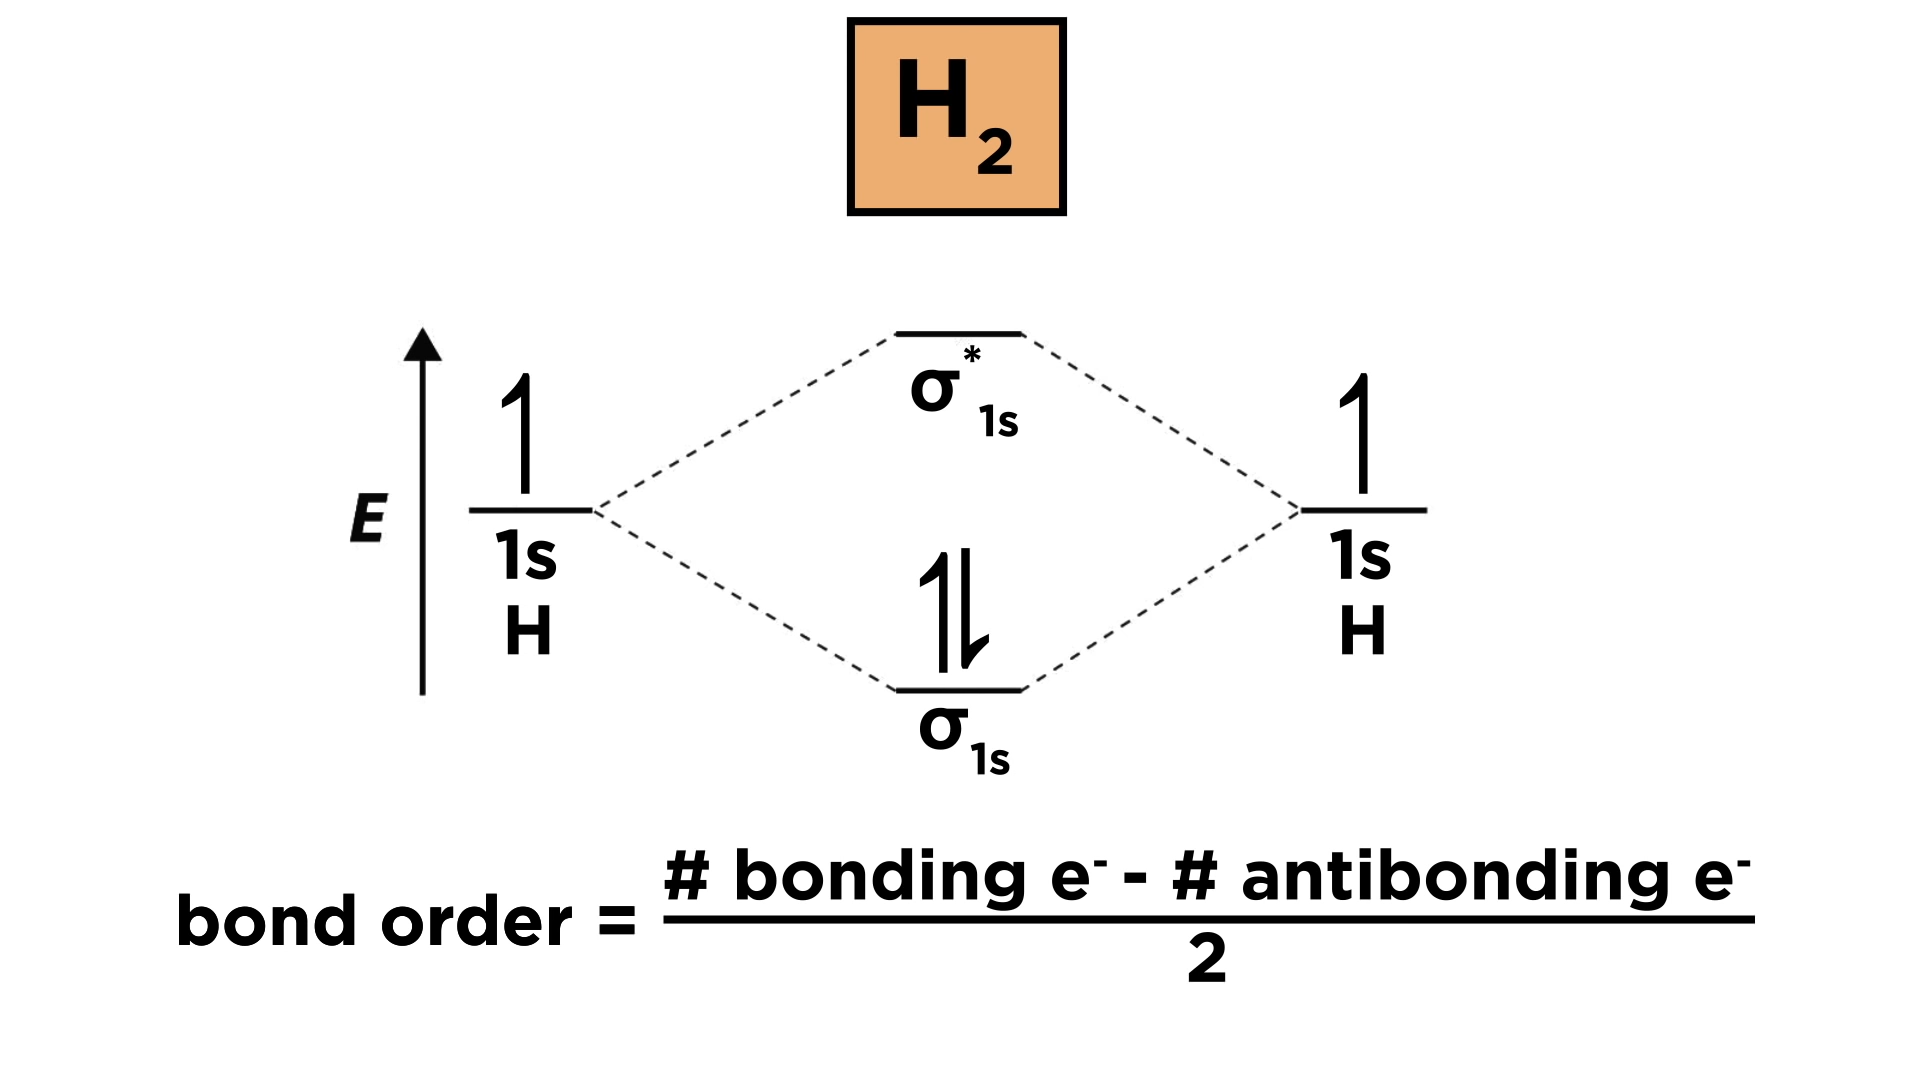 H₂
E
σ*₁ₛ
1s
H
1s
H
σ₁ₛ
bond order = # bonding e⁻ - # antibonding e⁻
2